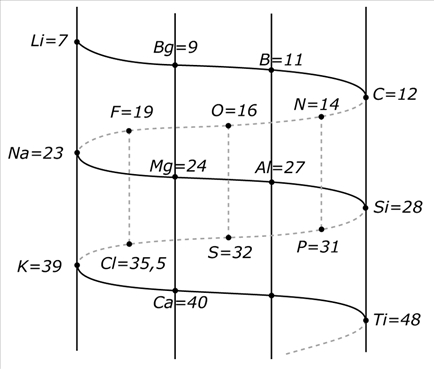 Li=7
Bg=9
B=11
C=12
F=19
O=16
N=14
Na=23
Mg=24
Al=27
Si=28
K=39
Cl=35,5
S=32
P=31
Ca=40
Ti=48